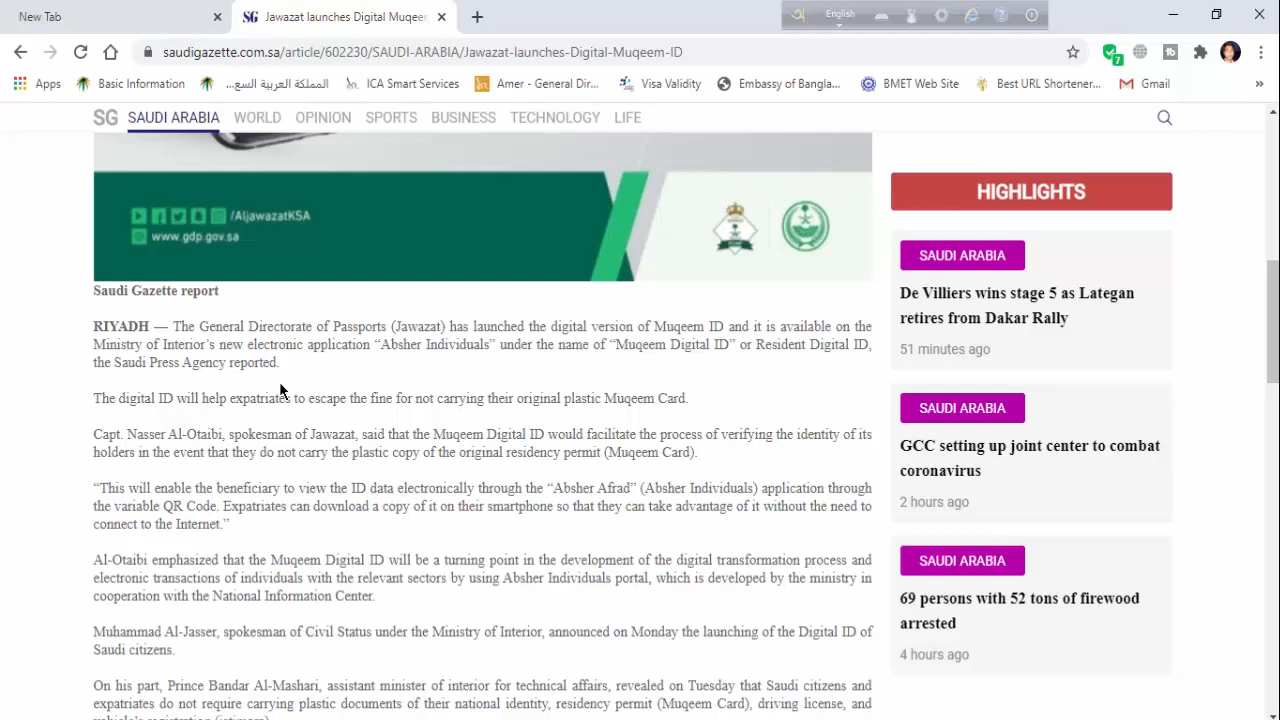 New Tab
SG Jawazat launches Digital Muqeem
English
saudigazette.com.sa/article/602230/SAUDI-ARABIA/Jawazat-launches-Digital-Muqeem-ID
7
Apps Basic Information المملكة العربية السع... ICA Smart Services Amer - General Dir... Visa Validity Embassy of Bangla... BMET Web Site Best URL Shortener... Gmail »
SG SAUDI ARABIA WORLD OPINION SPORTS BUSINESS TECHNOLOGY LIFE
/AljawazatKSA
www.gdp.gov.sa
Saudi Gazette report
RIYADH — The General Directorate of Passports (Jawazat) has launched the digital version of Muqeem ID and it is available on the
Ministry of Interior’s new electronic application “Absher Individuals” under the name of “Muqeem Digital ID” or Resident Digital ID,
the Saudi Press Agency reported.
The digital ID will help expatriates to escape the fine for not carrying their original plastic Muqeem Card.
Capt. Nasser Al-Otaibi, spokesman of Jawazat, said that the Muqeem Digital ID would facilitate the process of verifying the identity of its
holders in the event that they do not carry the plastic copy of the original residency permit (Muqeem Card).
“This will enable the beneficiary to view the ID data electronically through the “Absher Afrad” (Absher Individuals) application through
the variable QR Code. Expatriates can download a copy of it on their smartphone so that they can take advantage of it without the need to
connect to the Internet.”
Al-Otaibi emphasized that the Muqeem Digital ID will be a turning point in the development of the digital transformation process and
electronic transactions of individuals with the relevant sectors by using Absher Individuals portal, which is developed by the ministry in
cooperation with the National Information Center.
Muhammad Al-Jasser, spokesman of Civil Status under the Ministry of Interior, announced on Monday the launching of the Digital ID of
Saudi citizens.
On his part, Prince Bandar Al-Mashari, assistant minister of interior for technical affairs, revealed on Tuesday that Saudi citizens and
expatriates do not require carrying plastic documents of their national identity, residency permit (Muqeem Card), driving license, and
HIGHLIGHTS
SAUDI ARABIA
De Villiers wins stage 5 as Lategan
retires from Dakar Rally
51 minutes ago
SAUDI ARABIA
GCC setting up joint center to combat
coronavirus
2 hours ago
SAUDI ARABIA
69 persons with 52 tons of firewood
arrested
4 hours ago